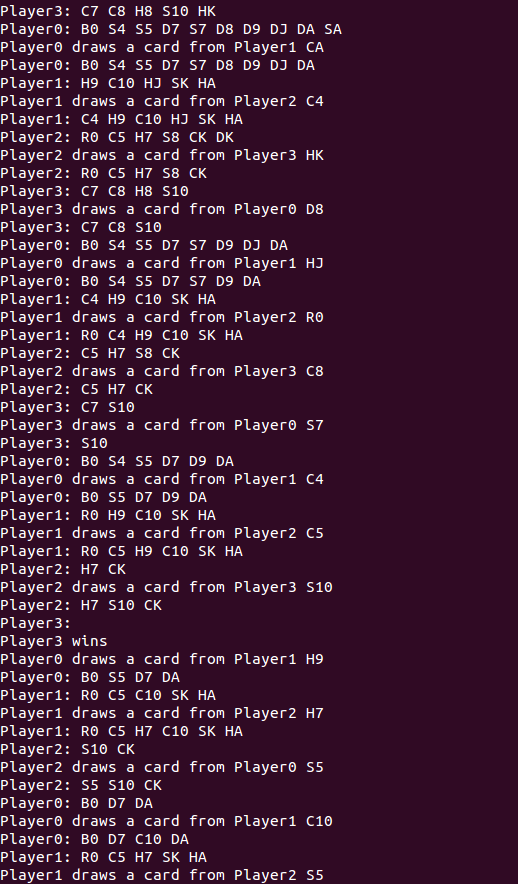 Player3: C7 C8 H8 S10 HK
Player0: B0 S4 S5 D7 S7 D8 D9 DJ DA SA
Player0 draws a card from Player1 CA
Player0: B0 S4 S5 D7 S7 D8 D9 DJ DA
Player1: H9 C10 HJ SK HA
Player1 draws a card from Player2 C4
Player1: C4 H9 C10 HJ SK HA
Player2: R0 C5 H7 S8 CK DK
Player2 draws a card from Player3 HK
Player2: R0 C5 H7 S8 CK
Player3: C7 C8 H8 S10
Player3 draws a card from Player0 D8
Player3: C7 C8 S10
Player0: B0 S4 S5 D7 S7 D9 DJ DA
Player0 draws a card from Player1 HJ
Player0: B0 S4 S5 D7 S7 D9 DA
Player1: C4 H9 C10 SK HA
Player1 draws a card from Player2 R0
Player1: R0 C4 H9 C10 SK HA
Player2: C5 H7 S8 CK
Player2 draws a card from Player3 C8
Player2: C5 H7 CK
Player3: C7 S10
Player3 draws a card from Player0 S7
Player3: S10
Player0: B0 S4 S5 D7 D9 DA
Player0 draws a card from Player1 C4
Player0: B0 S5 D7 D9 DA
Player1: R0 H9 C10 SK HA
Player1 draws a card from Player2 C5
Player1: R0 C5 H9 C10 SK HA
Player2: H7 CK
Player2 draws a card from Player3 S10
Player2: H7 S10 CK
Player3:
Player3 wins
Player0 draws a card from Player1 H9
Player0: B0 S5 D7 DA
Player1: R0 C5 C10 SK HA
Player1 draws a card from Player2 H7
Player1: R0 C5 H7 C10 SK HA
Player2: S10 CK
Player2 draws a card from Player0 S5
Player2: S5 S10 CK
Player0: B0 D7 DA
Player0 draws a card from Player1 C10
Player0: B0 D7 C10 DA
Player1: R0 C5 H7 SK HA
Player1 draws a card from Player2 S5